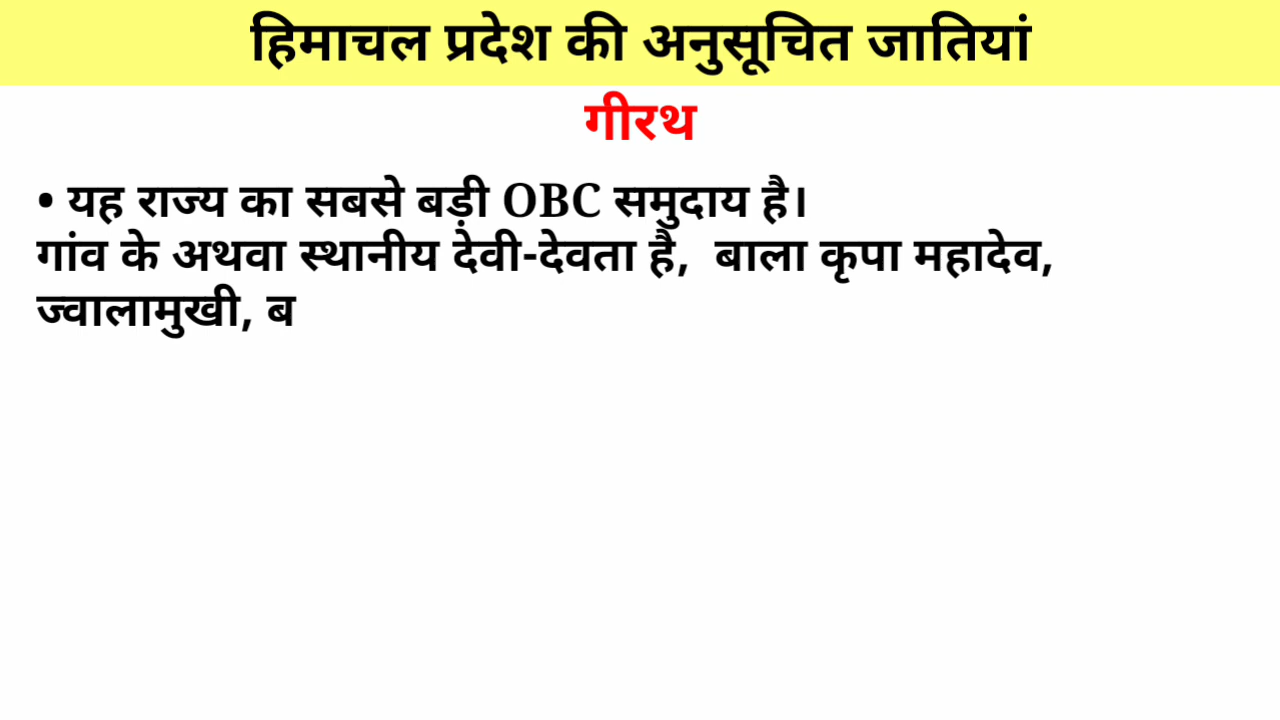 हिमाचल प्रदेश की अनुसूचित जातियां
गीरथ
• यह राज्य का सबसे बड़ी OBC समुदाय है।
गांव के अथवा स्थानीय देवी-देवता है, बाला कृपा महादेव,
ज्वालामुखी, ब